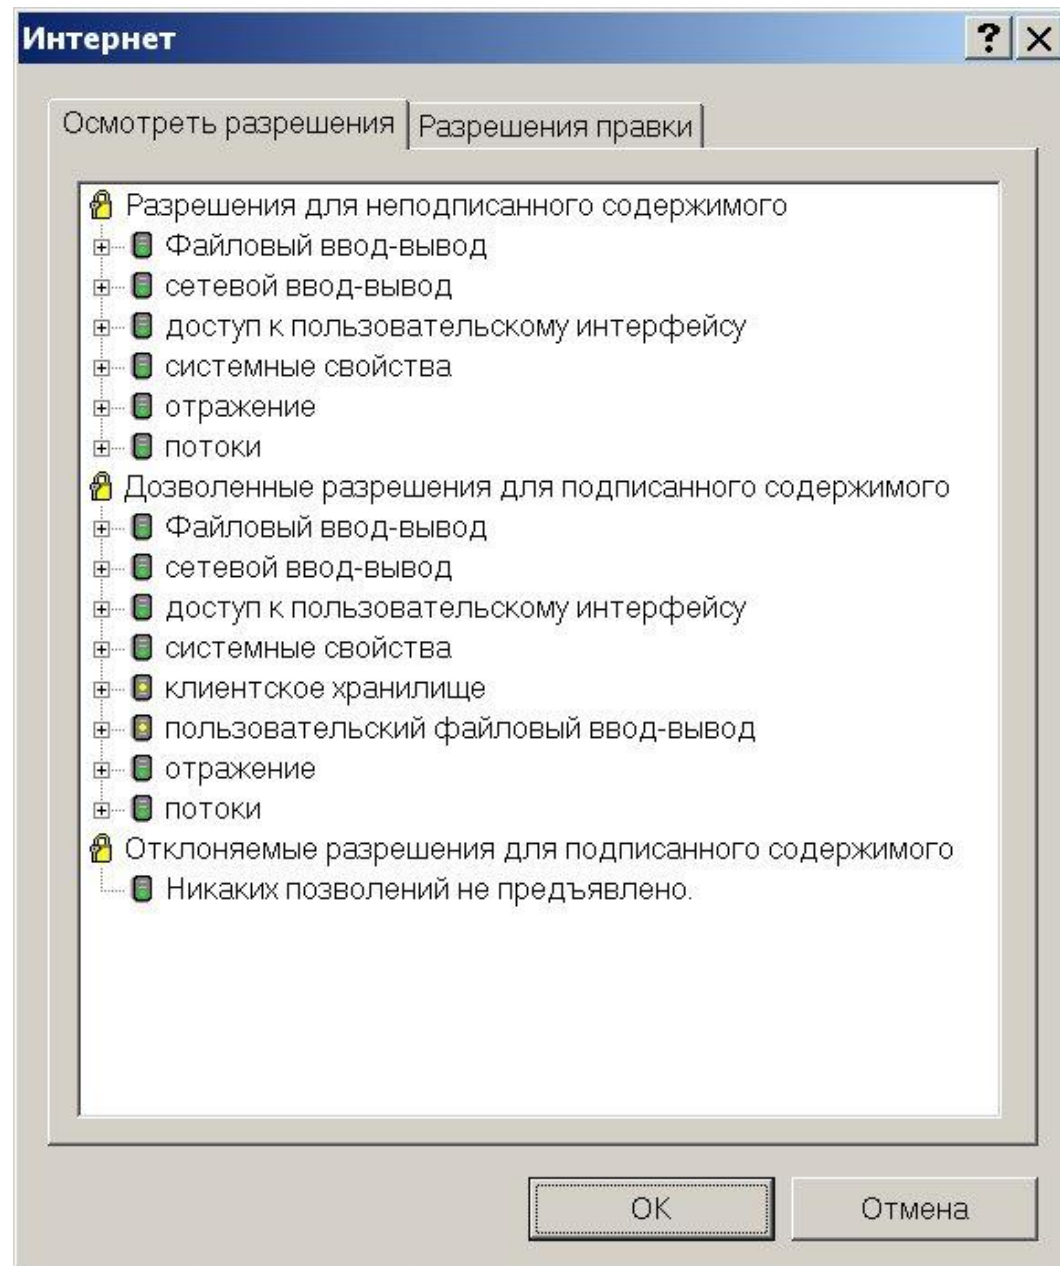 Интернет
Осмотреть разрешения
Разрешения правки
Разрешения для неподписанного содержимого
Файловый ввод-вывод
сетевой ввод-вывод
доступ к пользовательскому интерфейсу
системные свойства
отражение
потоки
Дозволенные разрешения для подписанного содержимого
Файловый ввод-вывод
сетевой ввод-вывод
доступ к пользовательскому интерфейсу
системные свойства
клиентское хранилище
пользовательский файловый ввод-вывод
отражение
потоки
Отклоняемые разрешения для подписанного содержимого
Никаких позволений не предъявлено.
OK
Отмена